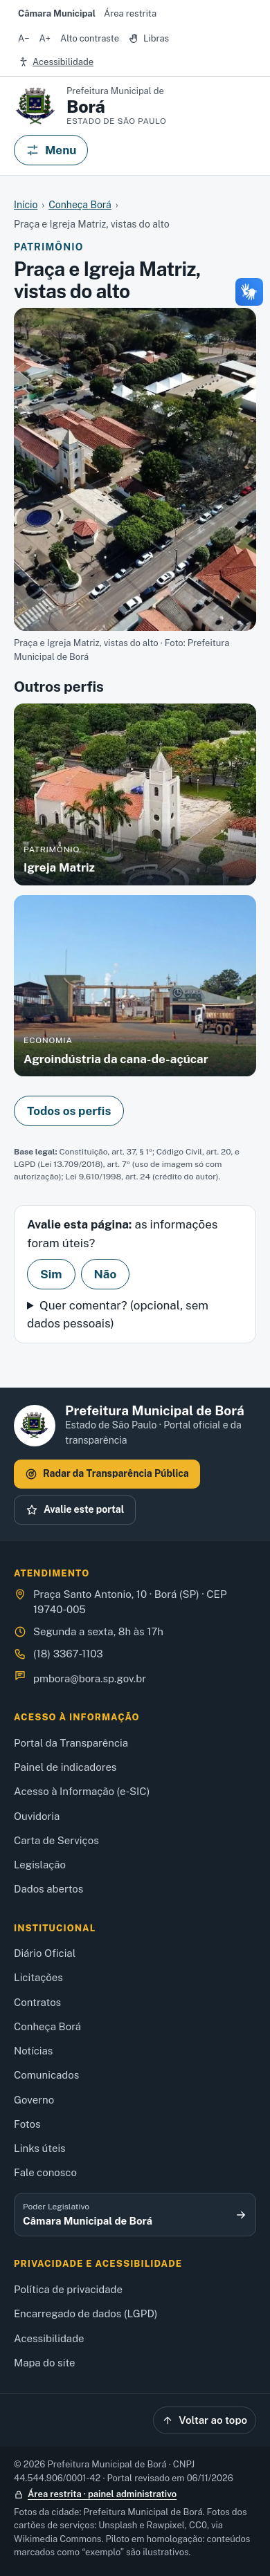 Câmara Municipal Área restrita
A− A+ Alto contraste Libras
Acessibilidade
Prefeitura Municipal de
Borá
ESTADO DE SÃO PAULO
Menu
Início › Conheça Borá ›
Praça e Igreja Matriz, vistas do alto
PATRIMÔNIO
Praça e Igreja Matriz,
vistas do alto
Praça e Igreja Matriz, vistas do alto · Foto: Prefeitura
Municipal de Borá
Outros perfis
PATRIMÔNIO
Igreja Matriz
ECONOMIA
Agroindústria da cana-de-açúcar
Todos os perfis
Base legal: Constituição, art. 37, § 1º; Código Civil, art. 20, e
LGPD (Lei 13.709/2018), art. 7º (uso de imagem só com
autorização); Lei 9.610/1998, art. 24 (crédito do autor).
Avalie esta página: as informações
foram úteis?
Sim Não
Quer comentar? (opcional, sem
dados pessoais)
Prefeitura Municipal de Borá
Estado de São Paulo · Portal oficial e da
transparência
Radar da Transparência Pública
Avalie este portal
ATENDIMENTO
Praça Santo Antonio, 10 · Borá (SP) · CEP
19740-005
Segunda a sexta, 8h às 17h
(18) 3367-1103
pmbora@bora.sp.gov.br
ACESSO À INFORMAÇÃO
Portal da Transparência
Painel de indicadores
Acesso à Informação (e-SIC)
Ouvidoria
Carta de Serviços
Legislação
Dados abertos
INSTITUCIONAL
Diário Oficial
Licitações
Contratos
Conheça Borá
Notícias
Comunicados
Governo
Fotos
Links úteis
Fale conosco
Poder Legislativo
Câmara Municipal de Borá
PRIVACIDADE E ACESSIBILIDADE
Política de privacidade
Encarregado de dados (LGPD)
Acessibilidade
Mapa do site
Voltar ao topo
© 2026 Prefeitura Municipal de Borá · CNPJ
44.544.906/0001-42 · Portal revisado em 06/11/2026
Área restrita · painel administrativo
Fotos da cidade: Prefeitura Municipal de Borá. Fotos dos
cartões de serviços: Unsplash e Rawpixel, CC0, via
Wikimedia Commons. Piloto em homologação: conteúdos
marcados como “exemplo” são ilustrativos.